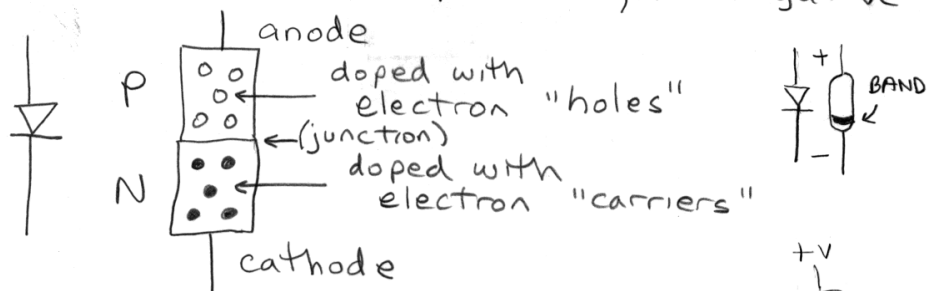 anode
P
doped with
electron "holes"
(junction)
N
doped with
electron "carriers"
cathode
+
BAND
-
+V